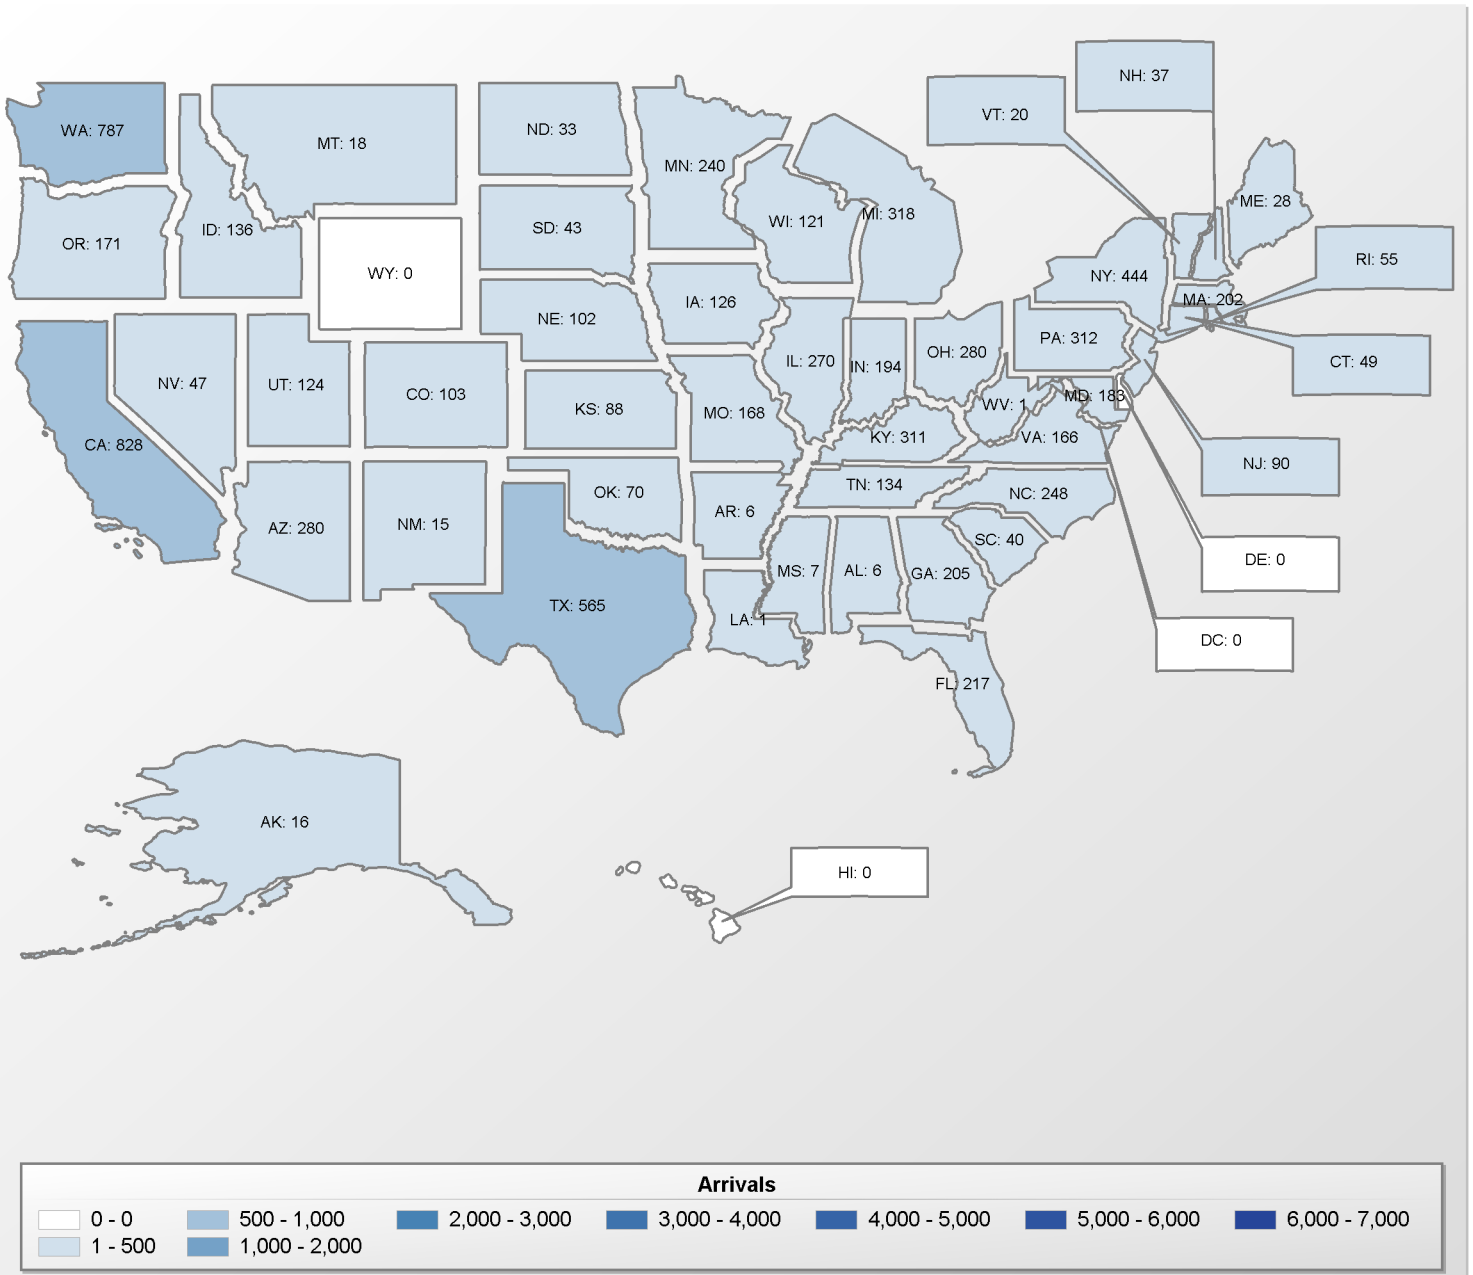 NH: 37
VT: 20
WA: 787
ND: 33
MT: 18
MN: 240
ME: 28
WI: 121
MI: 318
SD: 43
ID: 136
OR: 171
RI: 55
WY: 0
NY: 444
MA: 202
IA: 126
NE: 102
PA: 312
OH: 280
IL: 270
IN: 194
CT: 49
NV: 47
UT: 124
CO: 103
MD: 183
WV: 1
KS: 88
MO: 168
KY: 311
VA: 166
CA: 828
NJ: 90
TN: 134
OK: 70
NC: 248
AR: 6
AZ: 280
NM: 15
SC: 40
DE: 0
MS: 7
AL: 6
GA: 205
TX: 565
LA: 1
DC: 0
FL: 217
AK: 16
HI: 0
Arrivals
0 - 0
500 - 1,000
2,000 - 3,000
3,000 - 4,000
4,000 - 5,000
5,000 - 6,000
6,000 - 7,000
1 - 500
1,000 - 2,000